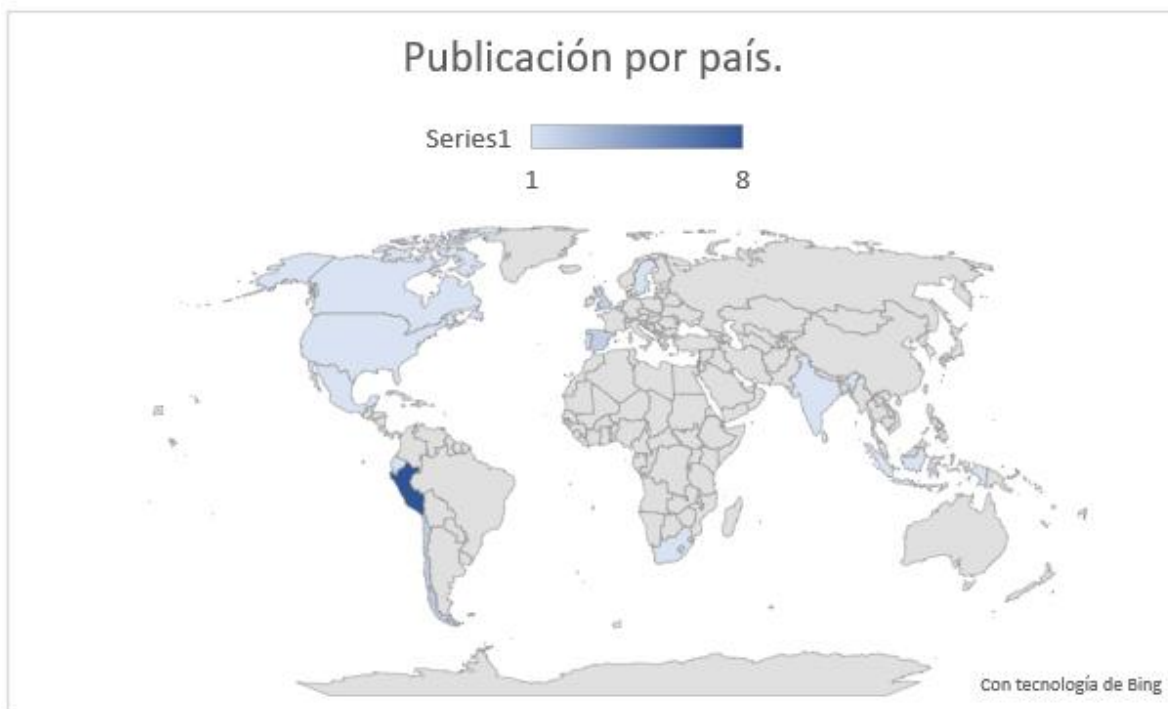 Publicación por país.
Series1
1 8
Con tecnología de Bing